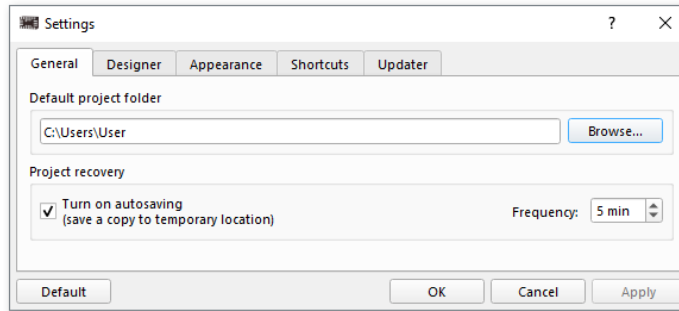 Settings ?
General Designer Appearance Shortcuts Updater
Default project folder
C:\Users\User Browse...
Project recovery
Turn on autosaving
(save a copy to temporary location) Frequency: 5 min
Default OK Cancel Apply